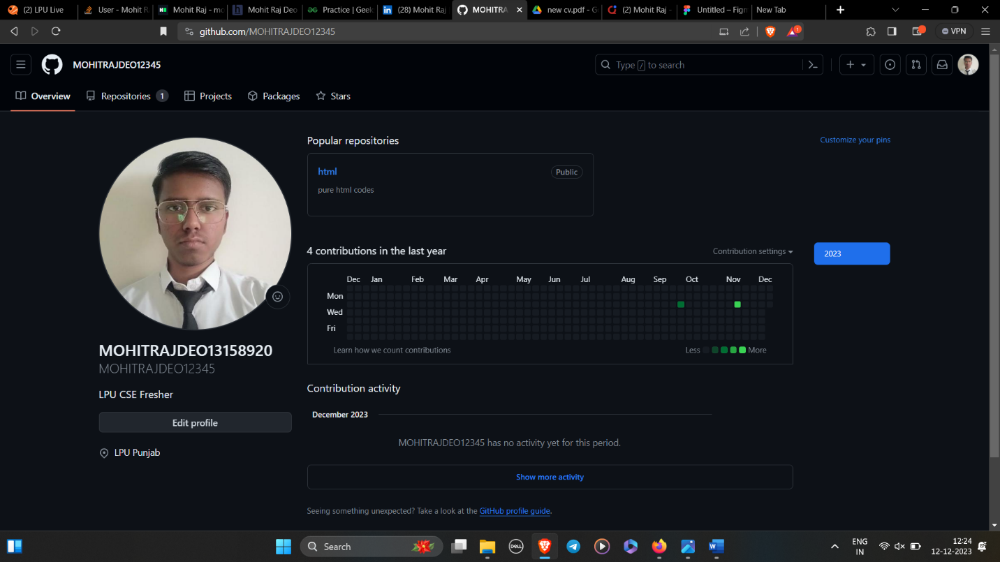 (2) LPU Live
User - Mohit R
Mohit Raj - mo
Mohit Raj Deo
Practice | Geek
(28) Mohit Raj
MOHITRA
new cv.pdf - G
(2) Mohit Raj -
Untitled – Figm
New Tab
github.com/MOHITRAJDEO12345
1
VPN
MOHITRAJDEO12345
Type / to search
Overview
Repositories 1
Projects
Packages
Stars
Popular repositories
Customize your pins
html
Public
pure html codes
4 contributions in the last year
Contribution settings
2023
Dec Jan Feb Mar Apr May Jun Jul Aug Sep Oct Nov Dec
Mon
Wed
Fri
Learn how we count contributions
Less More
MOHITRAJDEO13158920
MOHITRAJDEO12345
LPU CSE Fresher
Edit profile
LPU Punjab
Contribution activity
December 2023
MOHITRAJDEO12345 has no activity yet for this period.
Show more activity
Seeing something unexpected? Take a look at the GitHub profile guide.
Search
DELL
ENG
IN
12:24
12-12-2023